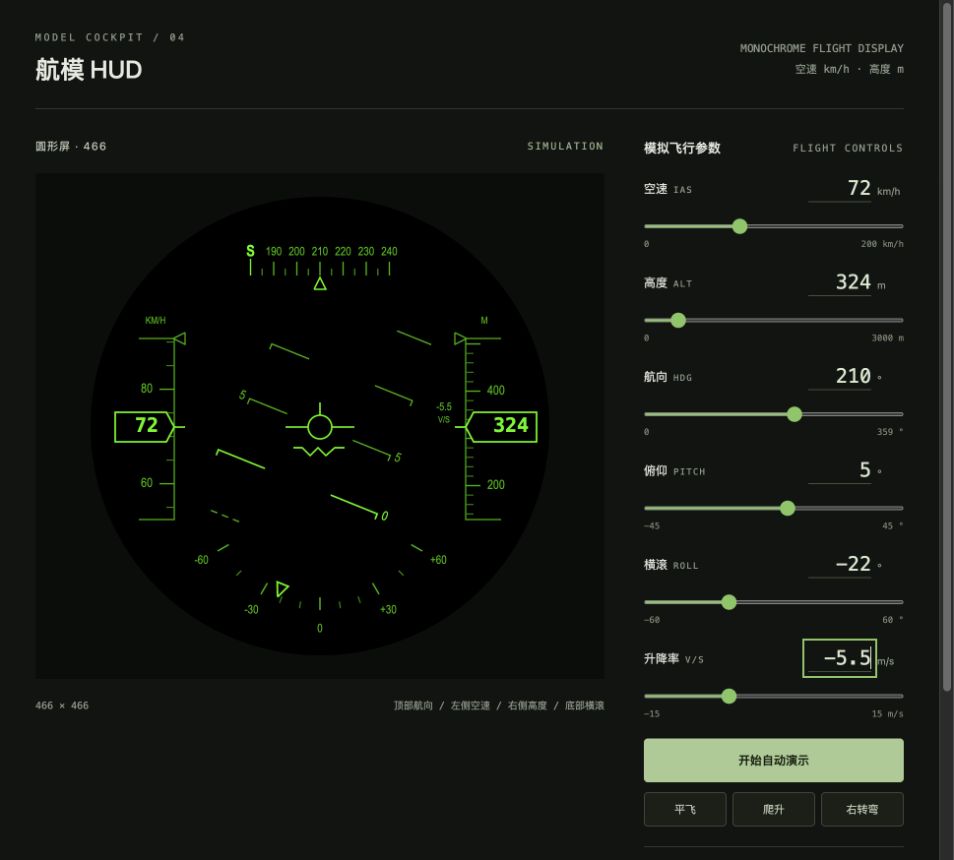 MODEL COCKPIT / 04
航模 HUD
MONOCHROME FLIGHT DISPLAY
空速 km/h · 高度 m
圆形屏 · 466
SIMULATION
S 190 200 210 220 230 240
KM/H
80
72
60
M
400
324
200
-5.5
V/S
5
5
0
-60
-30
0
+30
+60
466 × 466
顶部航向 / 左侧空速 / 右侧高度 / 底部横滚
模拟飞行参数
FLIGHT CONTROLS
空速 IAS 72 km/h
0 200 km/h
高度 ALT 324 m
0 3000 m
航向 HDG 210 °
0 359 °
俯仰 PITCH 5 °
−45 45 °
横滚 ROLL −22 °
−60 60 °
升降率 V/S −5.5 m/s
−15 15 m/s
开始自动演示
平飞 爬升 右转弯